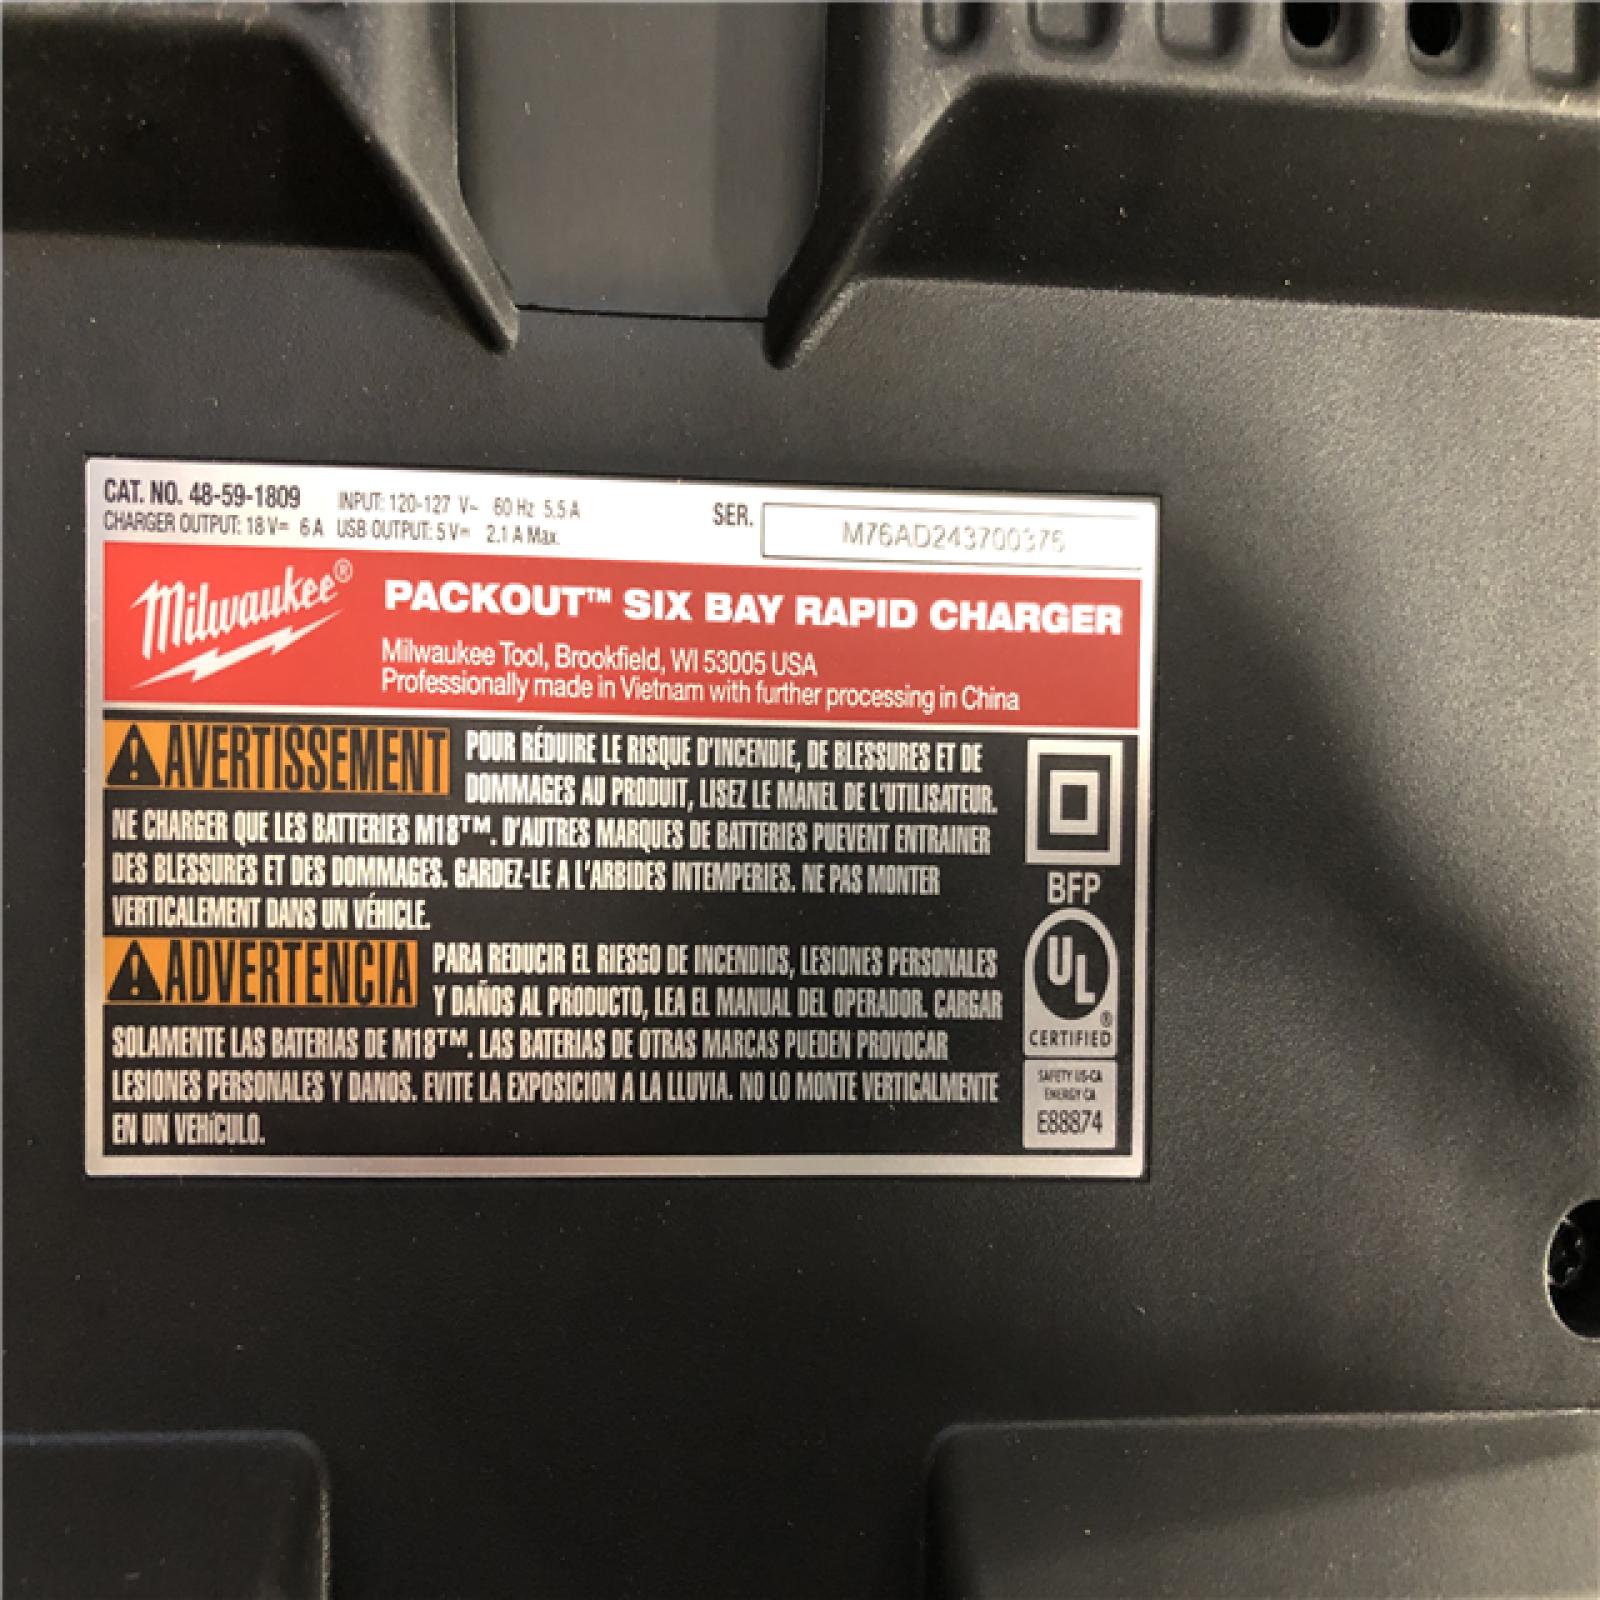 CAT. NO. 48-59-1809 INPUT: 120-127 V~ 60 Hz 5.5 A
CHARGER OUTPUT: 18 V⎓ 6 A USB OUTPUT: 5 V⎓ 2.1 A Max.
SER. M76AD243700376
Milwaukee®
PACKOUT™ SIX BAY RAPID CHARGER
Milwaukee Tool, Brookfield, WI 53005 USA
Professionally made in Vietnam with further processing in China
AVERTISSEMENT POUR RÉDUIRE LE RISQUE D'INCENDIE, DE BLESSURES ET DE
DOMMAGES AU PRODUIT, LISEZ LE MANEL DE L'UTILISATEUR.
NE CHARGER QUE LES BATTERIES M18™. D'AUTRES MARQUES DE BATTERIES PUEVENT ENTRAINER
DES BLESSURES ET DES DOMMAGES. GARDEZ-LE A L'ARBIDES INTEMPERIES. NE PAS MONTER
VERTICALEMENT DANS UN VÉHICLE.
ADVERTENCIA PARA REDUCIR EL RIESGO DE INCENDIOS, LESIONES PERSONALES
Y DAÑOS AL PRODUCTO, LEA EL MANUAL DEL OPERADOR. CARGAR
SOLAMENTE LAS BATERIAS DE M18™. LAS BATERIAS DE OTRAS MARCAS PUEDEN PROVOCAR
LESIONES PERSONALES Y DANOS. EVITE LA EXPOSICION A LA LLUVIA. NO LO MONTE VERTICALMENTE
EN UN VEHíCULO.
BFP
UL®
CERTIFIED
SAFETY US-CA
ENERGY CA
E88874